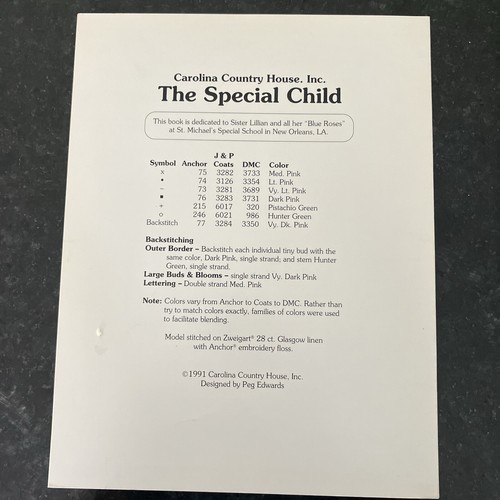 Carolina Country House. Inc.
The Special Child
This book is dedicated to Sister Lillian and all her "Blue Roses"
at St. Michael's Special School in New Orleans, LA.
J & P
Symbol Anchor Coats DMC Color
x 75 3282 3733 Med. Pink
• 74 3126 3354 Lt. Pink
– 73 3281 3689 Vy. Lt. Pink
● 76 3283 3731 Dark Pink
+ 215 6017 320 Pistachio Green
o 246 6021 986 Hunter Green
Backstitch 77 3284 3350 Vy. Dk. Pink
Backstitching
Outer Border – Backstitch each individual tiny bud with the
same color, Dark Pink, single strand; and stem Hunter
Green, single strand.
Large Buds & Blooms – single strand Vy. Dark Pink
Lettering – Double strand Med. Pink
Note: Colors vary from Anchor to Coats to DMC. Rather than
try to match colors exactly, families of colors were used
to facilitate blending.
Model stitched on Zweigart® 28 ct. Glasgow linen
with Anchor® embroidery floss.
©1991 Carolina Country House, Inc.
Designed by Peg Edwards